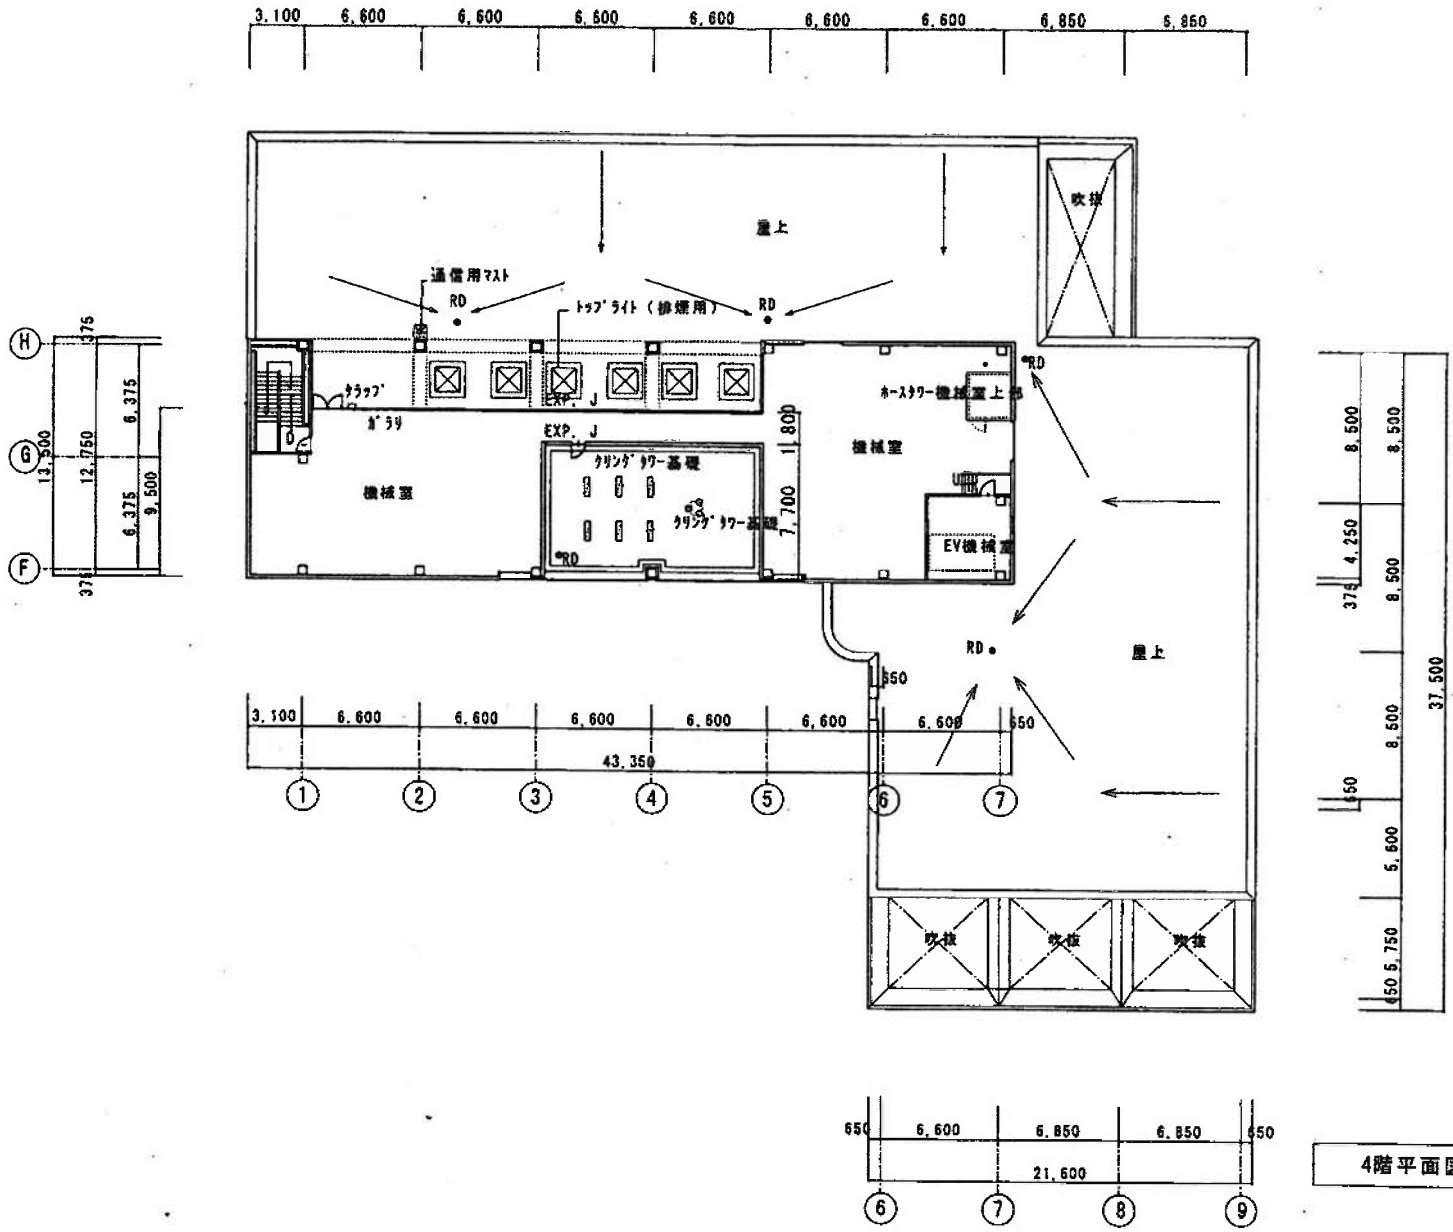 3,100 6,600 6,600 6,600 6,600 6,600 6,600 6,850 6,850
吹抜
屋上
通信用マスト
RD
RD
トップライト(排煙用)
H
G
F
375
6,375
6,375
375
12,750
13,500
9,500
タラップ
ガラリ
D
EXP. J
EXP. J
1,800
7,700
RD
ホースタワー機械室上部
機械室
機械室
クリングタワー基礎
クリングタワー基礎
RD
EV機械室
8,500
4,250
375
650
8,500
8,500
8,500
5,600
5,750
650
37,500
RD
屋上
650
3,100 6,600 6,600 6,600 6,600 6,600 6,600 650
43,350
1 2 3 4 5 6 7
吹抜 吹抜 吹抜
650 6,600 6,850 6,850 650
21,600
6 7 8 9
4階平面図